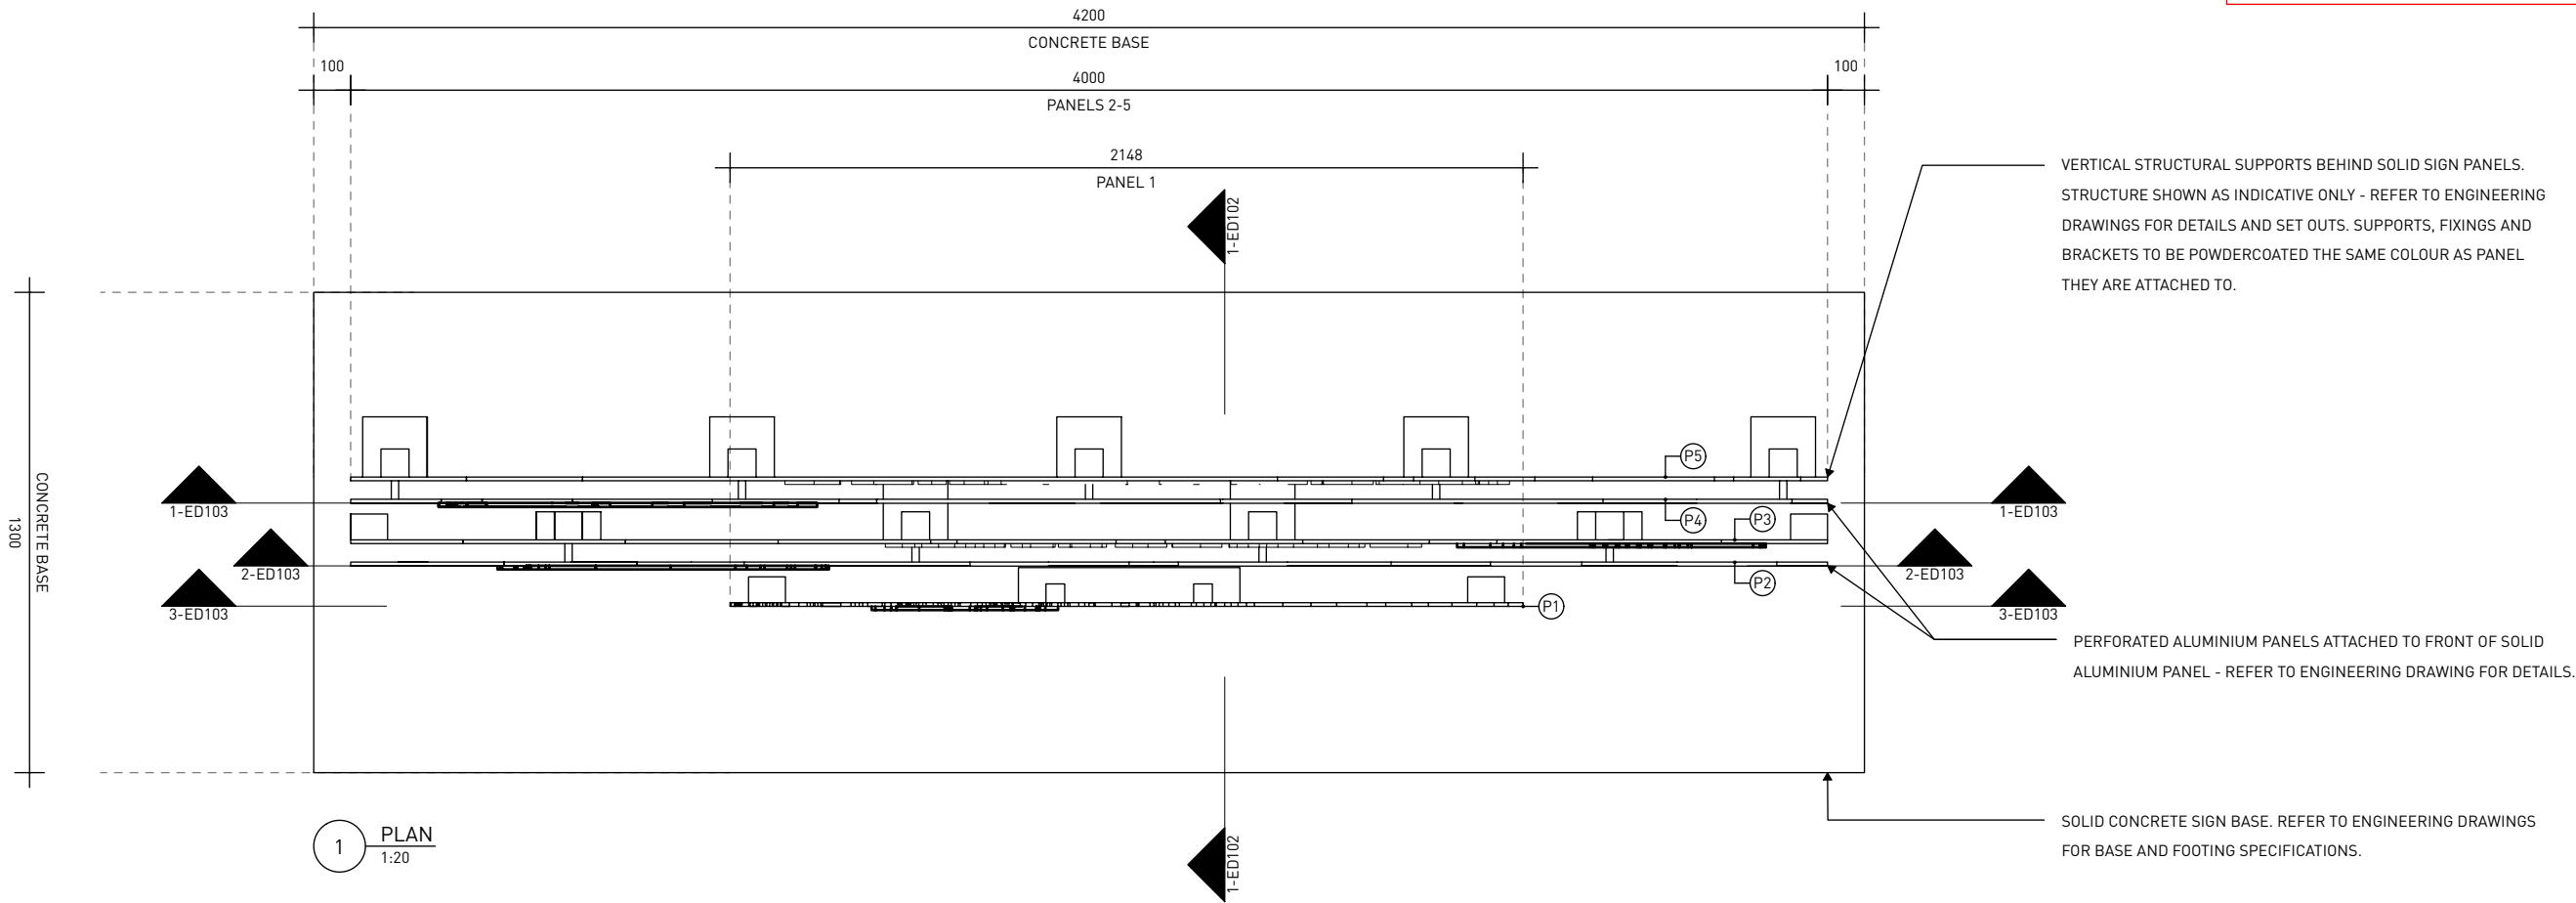 4200
CONCRETE BASE
100
4000
100
PANELS 2-5
2148
PANEL 1
1-ED102
VERTICAL STRUCTURAL SUPPORTS BEHIND SOLID SIGN PANELS.
STRUCTURE SHOWN AS INDICATIVE ONLY - REFER TO ENGINEERING
DRAWINGS FOR DETAILS AND SET OUTS. SUPPORTS, FIXINGS AND
BRACKETS TO BE POWDERCOATED THE SAME COLOUR AS PANEL
THEY ARE ATTACHED TO.
1300
CONCRETE BASE
P5
1-ED103
P4
P3
1-ED103
2-ED103
P2
2-ED103
3-ED103
P1
3-ED103
PERFORATED ALUMINIUM PANELS ATTACHED TO FRONT OF SOLID
ALUMINIUM PANEL - REFER TO ENGINEERING DRAWING FOR DETAILS.
1
PLAN
1:20
1-ED102
SOLID CONCRETE SIGN BASE. REFER TO ENGINEERING DRAWINGS
FOR BASE AND FOOTING SPECIFICATIONS.